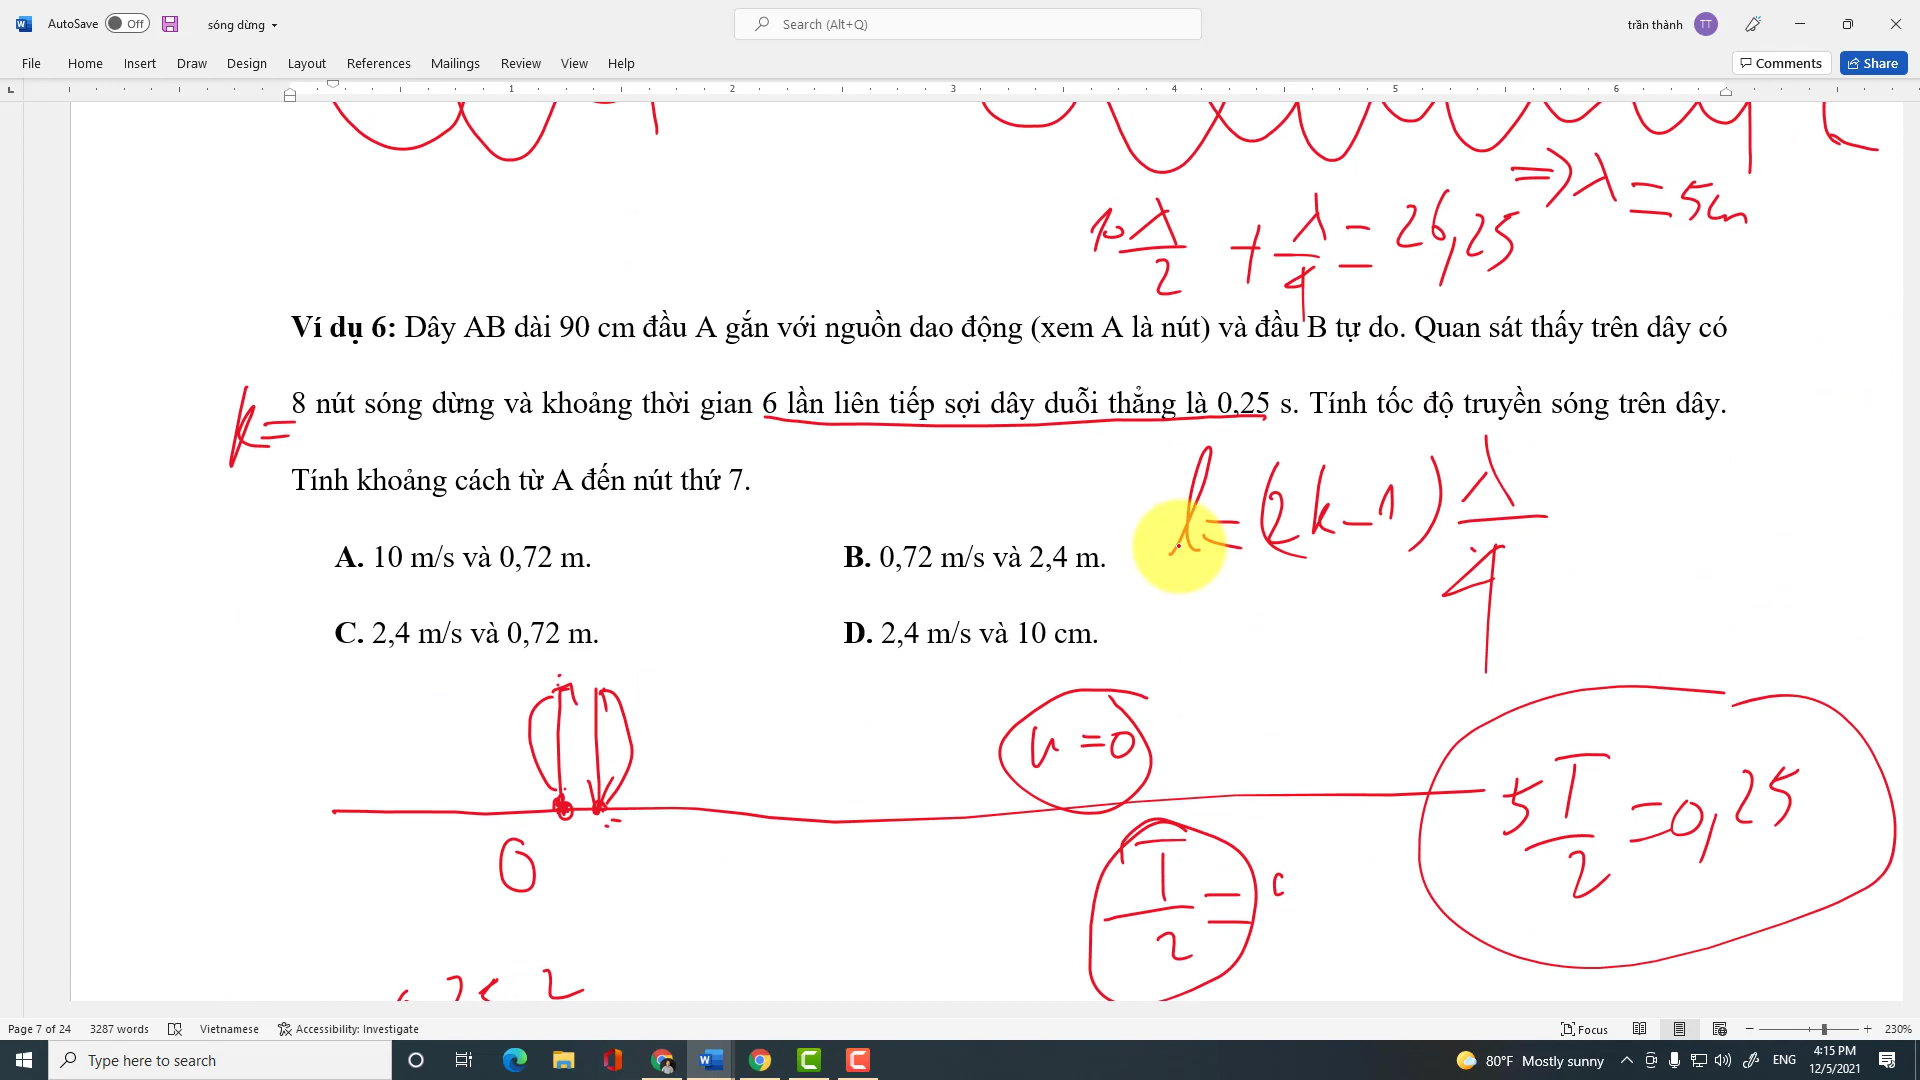 AutoSave Off sóng dừng Search (Alt+Q) trần thành TT
File Home Insert Draw Design Layout References Mailings Review View Help Comments Share
1 2 3 4 5 6
10 λ/2 + λ/4 = 26,25 => λ = 5cm
Ví dụ 6: Dây AB dài 90 cm đầu A gắn với nguồn dao động (xem A là nút) và đầu B tự do. Quan sát thấy trên dây có
k= 8 nút sóng dừng và khoảng thời gian 6 lần liên tiếp sợi dây duỗi thẳng là 0,25 s. Tính tốc độ truyền sóng trên dây.
Tính khoảng cách từ A đến nút thứ 7.
l = (2k-1) λ/4
A. 10 m/s và 0,72 m. B. 0,72 m/s và 2,4 m.
C. 2,4 m/s và 0,72 m. D. 2,4 m/s và 10 cm.
u = 0
5 T/2 = 0,25
O
T/2 =
Page 7 of 24 3287 words Vietnamese Accessibility: Investigate Focus 230%
Type here to search 80°F Mostly sunny ENG 4:15 PM
12/5/2021